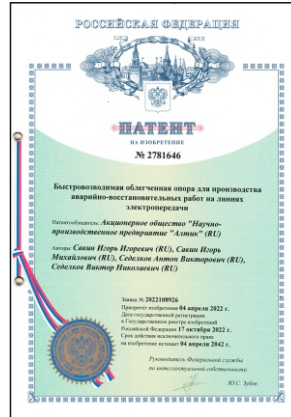 РОССИЙСКАЯ ФЕДЕРАЦИЯ
ПАТЕНТ
НА ИЗОБРЕТЕНИЕ
№ 2781646
Быстровозводимая облегченная опора для производства
аварийно-восстановительных работ на линиях
электропередачи
Патентообладатель: Акционерное общество "Научно-
производственное предприятие "Алтик" (RU)
Авторы: Савин Игорь Игоревич (RU), Савин Игорь
Михайлович (RU), Седелков Антон Викторович (RU),
Седелков Виктор Николаевич (RU)
Заявка № 2022108926
Приоритет изобретения 04 апреля 2022 г.
Дата государственной регистрации
в Государственном реестре изобретений
Российской Федерации 17 октября 2022 г.
Срок действия исключительного права
на изобретение истекает 04 апреля 2042 г.
Руководитель Федеральной службы
по интеллектуальной собственности
Ю.С. Зубов